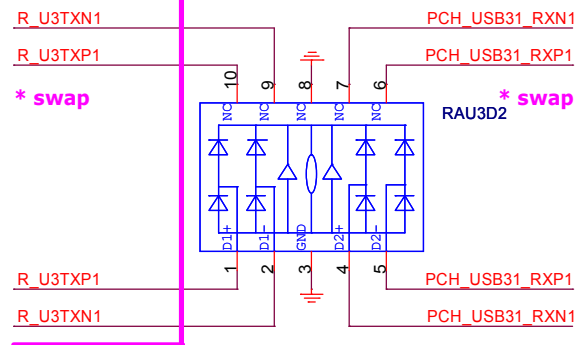 R_U3TXN1
PCH_USB31_RXN1
R_U3TXP1
PCH_USB31_RXP1
* swap
* swap
10 9 8 7 6
NC NC NC NC
RAU3D2
D1+ D1- GND D2+ D2-
1 2 3 4 5
R_U3TXP1
PCH_USB31_RXP1
R_U3TXN1
PCH_USB31_RXN1